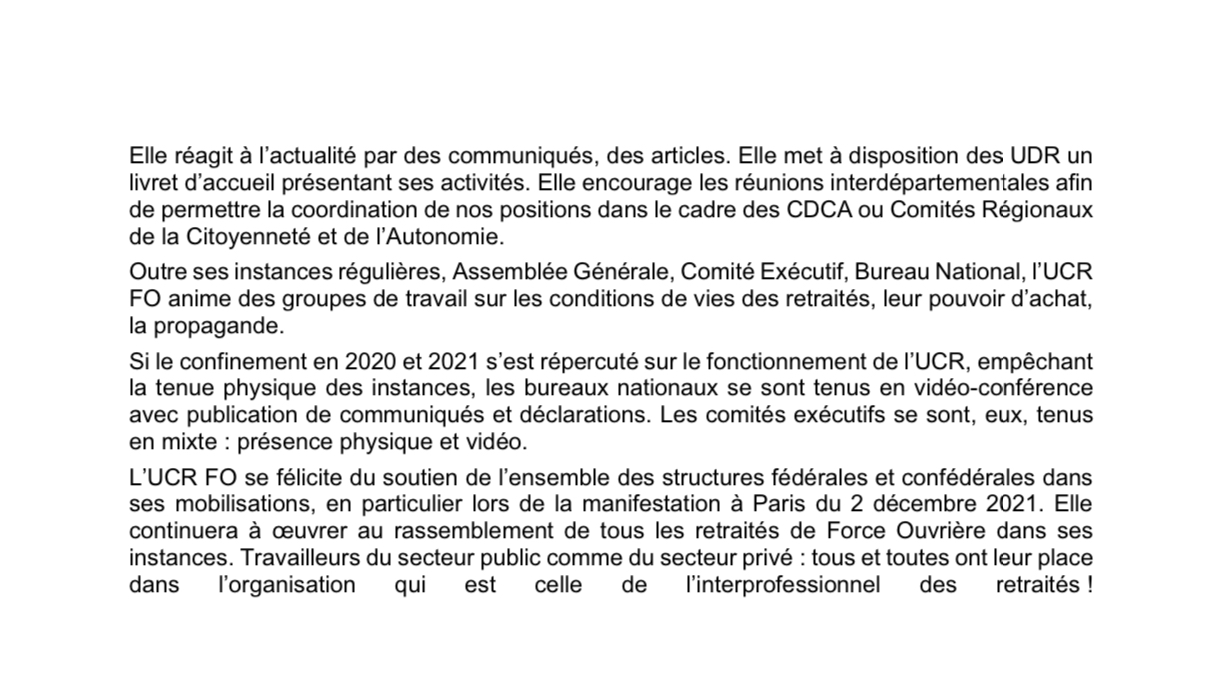 Elle réagit à l’actualité par des communiqués, des articles. Elle met à disposition des UDR un
livret d’accueil présentant ses activités. Elle encourage les réunions interdépartementales afin
de permettre la coordination de nos positions dans le cadre des CDCA ou Comités Régionaux
de la Citoyenneté et de l’Autonomie.
Outre ses instances régulières, Assemblée Générale, Comité Exécutif, Bureau National, l’UCR
FO anime des groupes de travail sur les conditions de vies des retraités, leur pouvoir d’achat,
la propagande.
Si le confinement en 2020 et 2021 s’est répercuté sur le fonctionnement de l’UCR, empêchant
la tenue physique des instances, les bureaux nationaux se sont tenus en vidéo-conférence
avec publication de communiqués et déclarations. Les comités exécutifs se sont, eux, tenus
en mixte : présence physique et vidéo.
L’UCR FO se félicite du soutien de l’ensemble des structures fédérales et confédérales dans
ses mobilisations, en particulier lors de la manifestation à Paris du 2 décembre 2021. Elle
continuera à œuvrer au rassemblement de tous les retraités de Force Ouvrière dans ses
instances. Travailleurs du secteur public comme du secteur privé : tous et toutes ont leur place
dans l’organisation qui est celle de l’interprofessionnel des retraités !